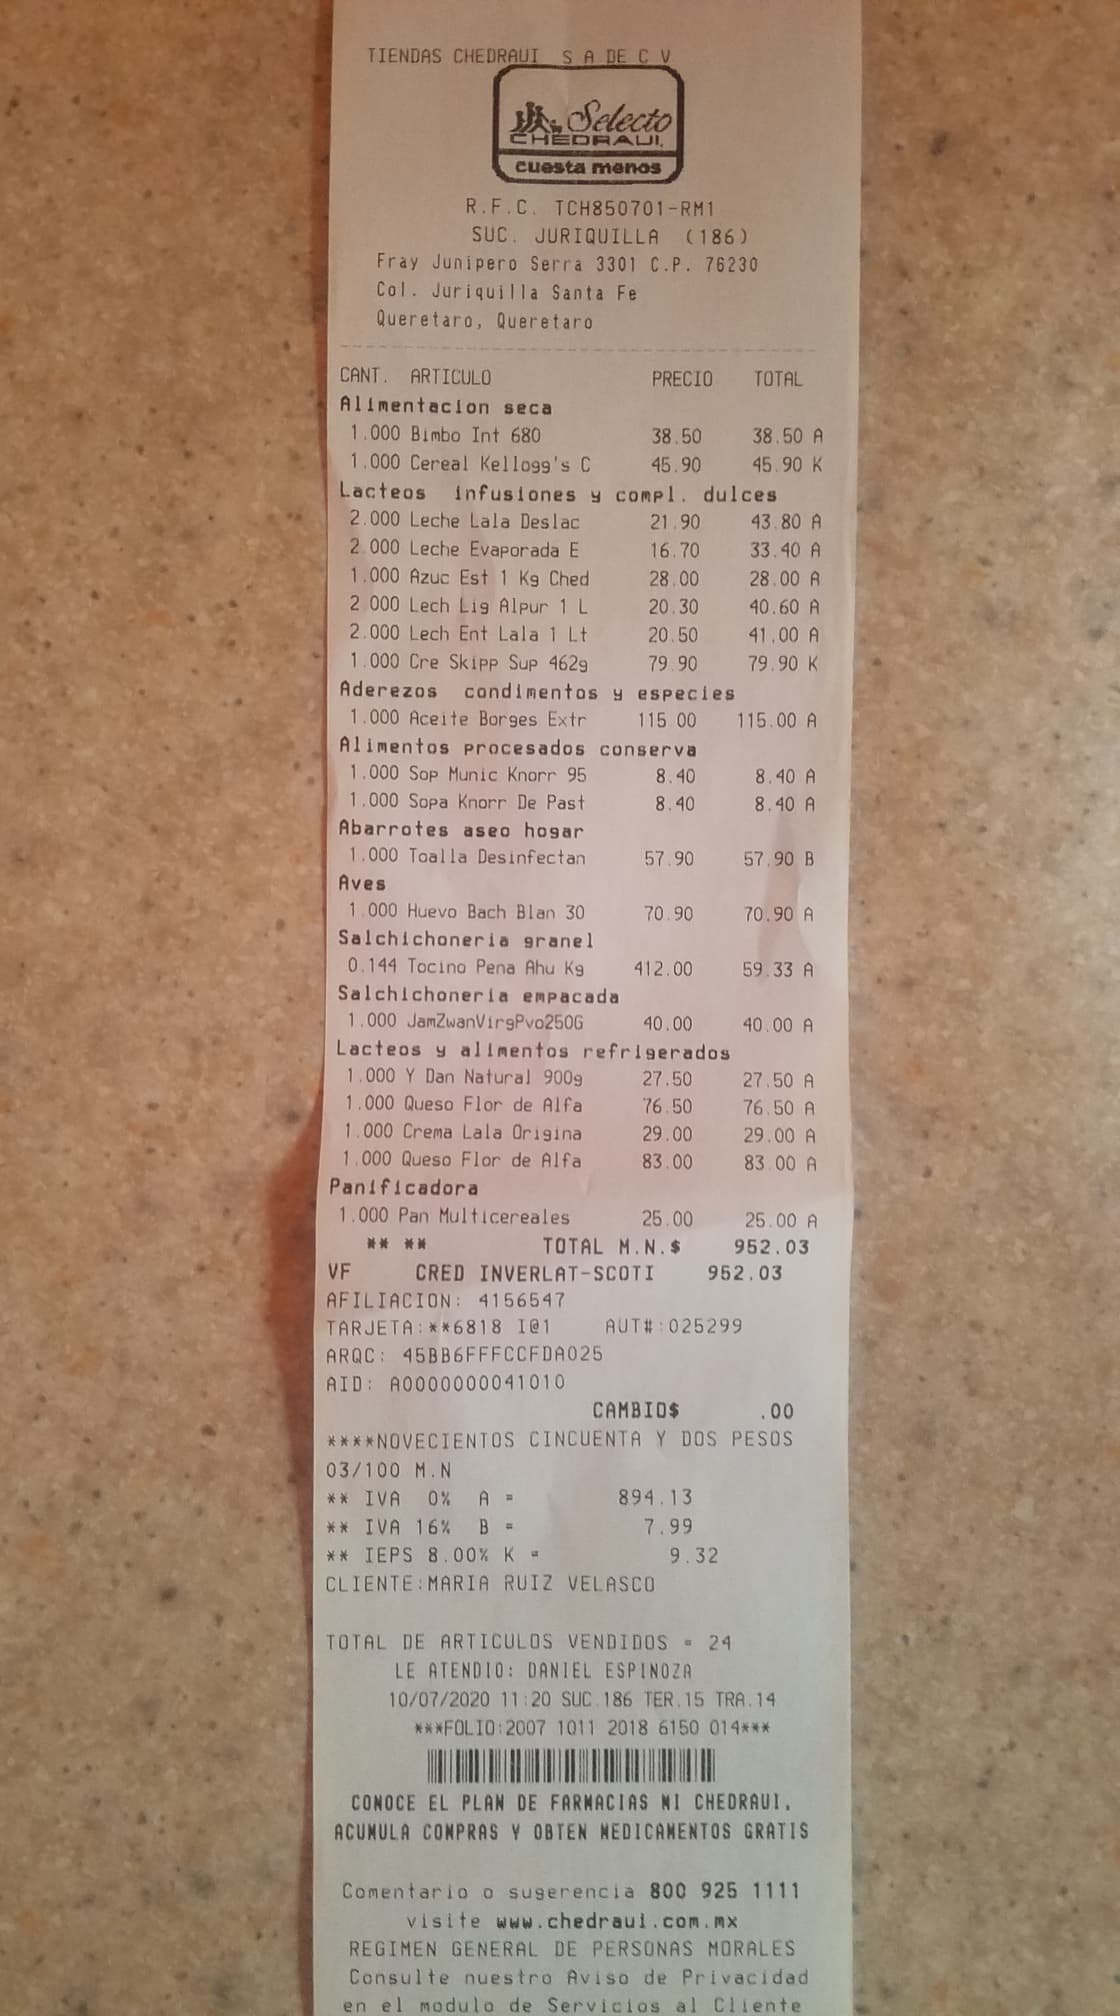 TIENDAS CHEDRAUI S A DE C V
Selecto
CHEDRAUI
cuesta menos
R.F.C. TCH850701-RM1
SUC. JURIQUILLA (186)
Fray Junipero Serra 3301 C.P. 76230
Col. Juriquilla Santa Fe
Queretaro, Queretaro
CANT. ARTICULO PRECIO TOTAL
Alimentacion seca
1.000 Bimbo Int 680 38.50 38.50 A
1.000 Cereal Kellogg's C 45.90 45.90 K
Lacteos infusiones y compl. dulces
2.000 Leche Lala Deslac 21.90 43.80 A
2.000 Leche Evaporada E 16.70 33.40 A
1.000 Azuc Est 1 Kg Ched 28.00 28.00 A
2.000 Lech Lig Alpur 1 L 20.30 40.60 A
2.000 Lech Ent Lala 1 Lt 20.50 41.00 A
1.000 Cre Skipp Sup 462g 79.90 79.90 K
Aderezos condimentos y especies
1.000 Aceite Borges Extr 115.00 115.00 A
Alimentos procesados conserva
1.000 Sop Munic Knorr 95 8.40 8.40 A
1.000 Sopa Knorr De Past 8.40 8.40 A
Abarrotes aseo hogar
1.000 Toalla Desinfectan 57.90 57.90 B
Aves
1.000 Huevo Bach Blan 30 70.90 70.90 A
Salchichoneria granel
0.144 Tocino Pena Ahu Kg 412.00 59.33 A
Salchichoneria empacada
1.000 JamZwanVirgPvo250G 40.00 40.00 A
Lacteos y alimentos refrigerados
1.000 Y Dan Natural 900g 27.50 27.50 A
1.000 Queso Flor de Alfa 76.50 76.50 A
1.000 Crema Lala Origina 29.00 29.00 A
1.000 Queso Flor de Alfa 83.00 83.00 A
Panificadora
1.000 Pan Multicereales 25.00 25.00 A
** ** TOTAL M.N.$ 952.03
VF CRED INVERLAT-SCOTI 952.03
AFILIACION: 4156547
TARJETA:**6818 I@1 AUT#:025299
ARQC: 45BB6FFFCCFDA025
AID: A0000000041010
CAMBIO$ .00
****NOVECIENTOS CINCUENTA Y DOS PESOS
03/100 M.N
** IVA 0% A = 894.13
** IVA 16% B = 7.99
** IEPS 8.00% K = 9.32
CLIENTE:MARIA RUIZ VELASCO
TOTAL DE ARTICULOS VENDIDOS = 24
LE ATENDIO: DANIEL ESPINOZA
10/07/2020 11:20 SUC.186 TER.15 TRA.14
***FOLIO:2007 1011 2018 6150 014***
CONOCE EL PLAN DE FARMACIAS MI CHEDRAUI,
ACUMULA COMPRAS Y OBTEN MEDICAMENTOS GRATIS
Comentario o sugerencia 800 925 1111
visite www.chedraui.com.mx
REGIMEN GENERAL DE PERSONAS MORALES
Consulte nuestro Aviso de Privacidad
en el modulo de Servicios al Cliente